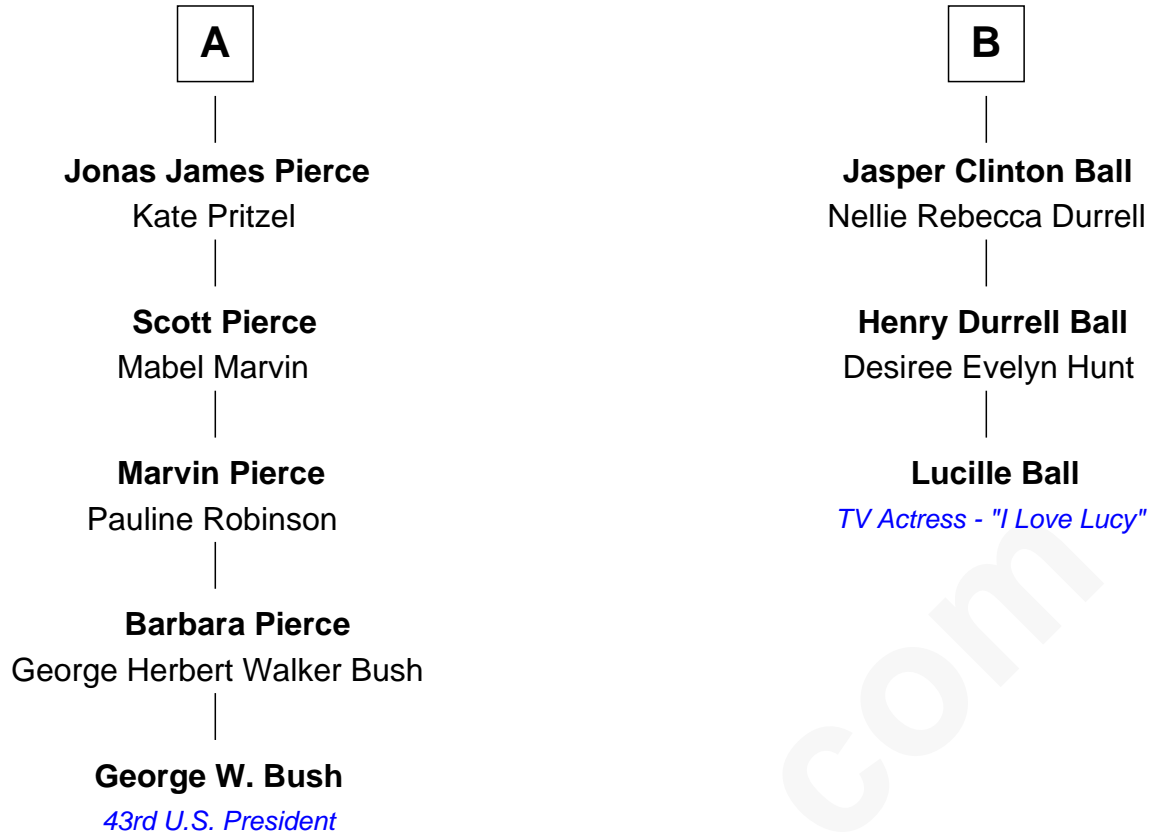 A
Jonas James Pierce
Kate Pritzel
Scott Pierce
Mabel Marvin
Marvin Pierce
Pauline Robinson
Barbara Pierce
George Herbert Walker Bush
George W. Bush
43rd U.S. President
B
Jasper Clinton Ball
Nellie Rebecca Durrell
Henry Durrell Ball
Desiree Evelyn Hunt
Lucille Ball
TV Actress - "I Love Lucy"
com